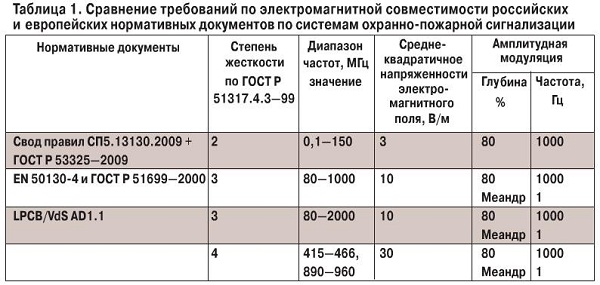 Таблица 1. Сравнение требований по электромагнитной совместимости российских
и европейских нормативных документов по системам охранно-пожарной сигнализации
Нормативные документы
Степень
жесткости
по ГОСТ Р
51317.4.3—99
Диапазон
частот, МГц
значение
Средне-
квадратичное
напряженности
электро-
магнитного
поля, В/м
Амплитудная
модуляция
Глубина
%
Частота,
Гц
Свод правил СП5.13130.2009 +
ГОСТ Р 53325—2009
2
0,1—150
3
80
1000
EN 50130-4 и ГОСТ Р 51699—2000
3
80—1000
10
80
Меандр
1000
1
LPCB/VdS AD1.1
3
80—2000
10
80
Меандр
1000
1
4
415—466,
890—960
30
80
Меандр
1000
1